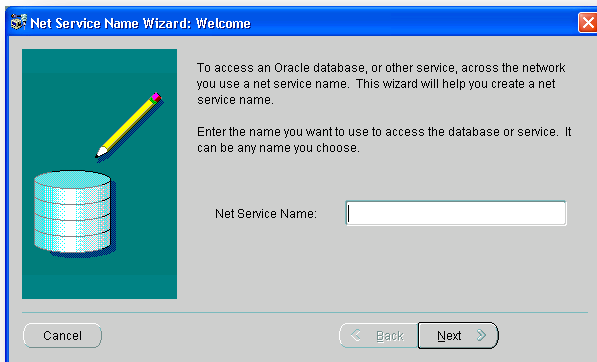 Net Service Name Wizard: Welcome
To access an Oracle database, or other service, across the network
you use a net service name. This wizard will help you create a net
service name.
Enter the name you want to use to access the database or service. It
can be any name you choose.
Net Service Name:
Cancel
Back
Next